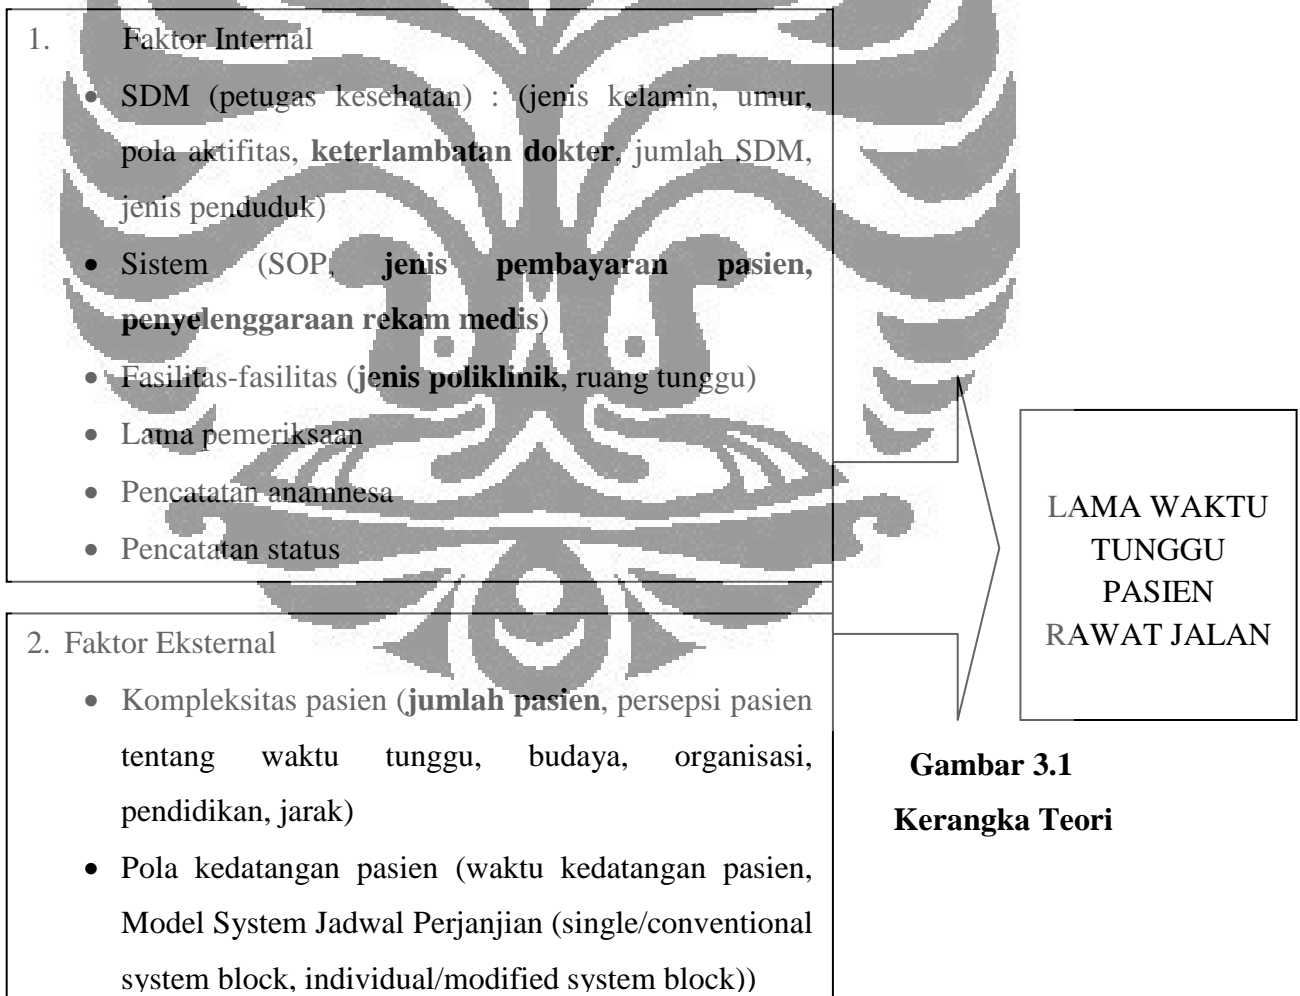 1. Faktor Internal
• SDM (petugas kesehatan) : (jenis kelamin, umur,
pola aktifitas, keterlambatan dokter, jumlah SDM,
jenis penduduk)
• Sistem (SOP, jenis pembayaran pasien,
penyelenggaraan rekam medis)
• Fasilitas-fasilitas (jenis poliklinik, ruang tunggu)
• Lama pemeriksaan
• Pencatatan anamnesa
• Pencatatan status
2. Faktor Eksternal
• Kompleksitas pasien (jumlah pasien, persepsi pasien
tentang waktu tunggu, budaya, organisasi,
pendidikan, jarak)
• Pola kedatangan pasien (waktu kedatangan pasien,
Model System Jadwal Perjanjian (single/conventional
system block, individual/modified system block))
LAMA WAKTU
TUNGGU
PASIEN
RAWAT JALAN
Gambar 3.1
Kerangka Teori